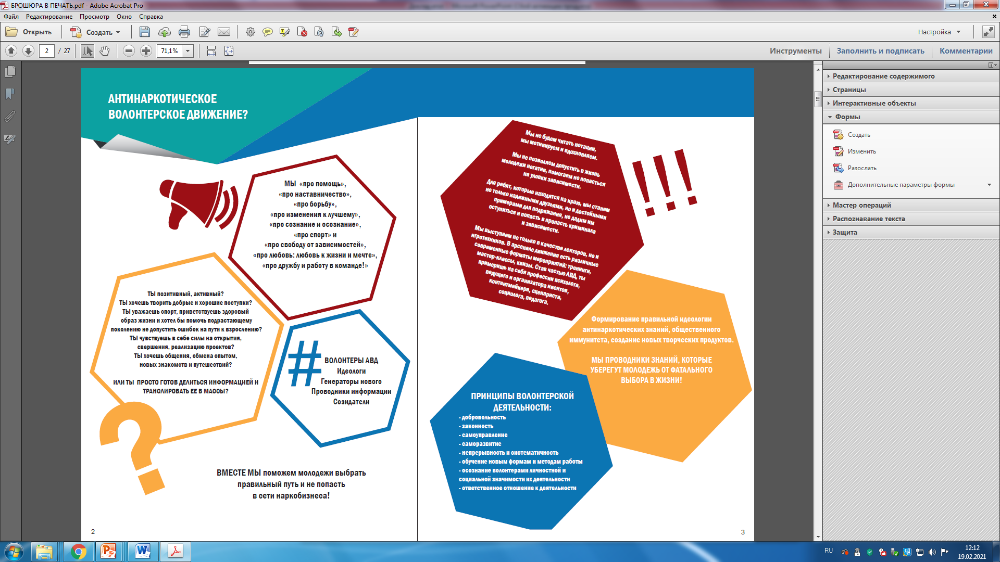 БРОШЮРА В ПЕЧАТЬ.pdf - Adobe Acrobat Pro
Файл Редактирование Просмотр Окно Справка
Открыть Создать Настройка
2 / 27 71,1% Инструменты Заполнить и подписать Комментарии
АНТИНАРКОТИЧЕСКОЕ
ВОЛОНТЕРСКОЕ ДВИЖЕНИЕ?
МЫ «про помощь»,
«про наставничество»,
«про борьбу»,
«про изменения к лучшему»,
«про сознание и осознание»,
«про спорт» и
«про свободу от зависимостей»,
«про любовь: любовь к жизни и мечте»,
«про дружбу и работу в команде!»
ТЫ позитивный, активный?
ТЫ хочешь творить добрые и хорошие поступки?
ТЫ уважаешь спорт, приветствуешь здоровый
образ жизни и хотел бы помочь подрастающему
поколению не допустить ошибок на пути к взрослению?
ТЫ чувствуешь в себе силы на открытия,
свершения, реализацию проектов?
ТЫ хочешь общения, обмена опытом,
новых знакомств и путешествий?
ИЛИ ТЫ ПРОСТО ГОТОВ ДЕЛИТЬСЯ ИНФОРМАЦИЕЙ И
ТРАНСЛИРОВАТЬ ЕЕ В МАССЫ?
?
#
ВОЛОНТЕРЫ АВД
Идеологи
Генераторы нового
Проводники информации
Созидатели
ВМЕСТЕ МЫ поможем молодежи выбрать
правильный путь и не попасть
в сети наркобизнеса!
2
Мы не будем читать нотации,
мы мотивируем и вдохновляем.
Мы не позволяем допустить в жизнь
молодежи негатив, помогаем не попасться
на уловки зависимости.
Для ребят, которые находятся на краю, мы станем
не только надежными друзьями, но и достойными
примерами для подражания, не дадим им
оступиться и попасть в пропасть криминала
и зависимости.
Мы выступаем не только в качестве лекторов, но и
игротехников. В арсенале движения есть различные
современные форматы мероприятий: тренинги,
мастер-классы, квизы. Став частью АВД, ты
примеришь на себя профессии психолога,
ведущего и организатора ивентов,
контентмейкера, сценариста,
социолога, педагога.
!!!
Формирование правильной идеологии
антинаркотических знаний, общественного
иммунитета, создание новых творческих продуктов.
МЫ ПРОВОДНИКИ ЗНАНИЙ, КОТОРЫЕ
УБЕРЕГУТ МОЛОДЕЖЬ ОТ ФАТАЛЬНОГО
ВЫБОРА В ЖИЗНИ!
ПРИНЦИПЫ ВОЛОНТЕРСКОЙ
ДЕЯТЕЛЬНОСТИ:
- добровольность
- законность
- самоуправление
- саморазвитие
- непрерывность и систематичность
- обучение новым формам и методам работы
- осознание волонтерами личностной и
социальной значимости их деятельности
- ответственное отношение к деятельности
3
Редактирование содержимого
Страницы
Интерактивные объекты
Формы
Создать
Изменить
Разослать
Дополнительные параметры формы
Мастер операций
Распознавание текста
Защита
RU
12:12
19.02.2021